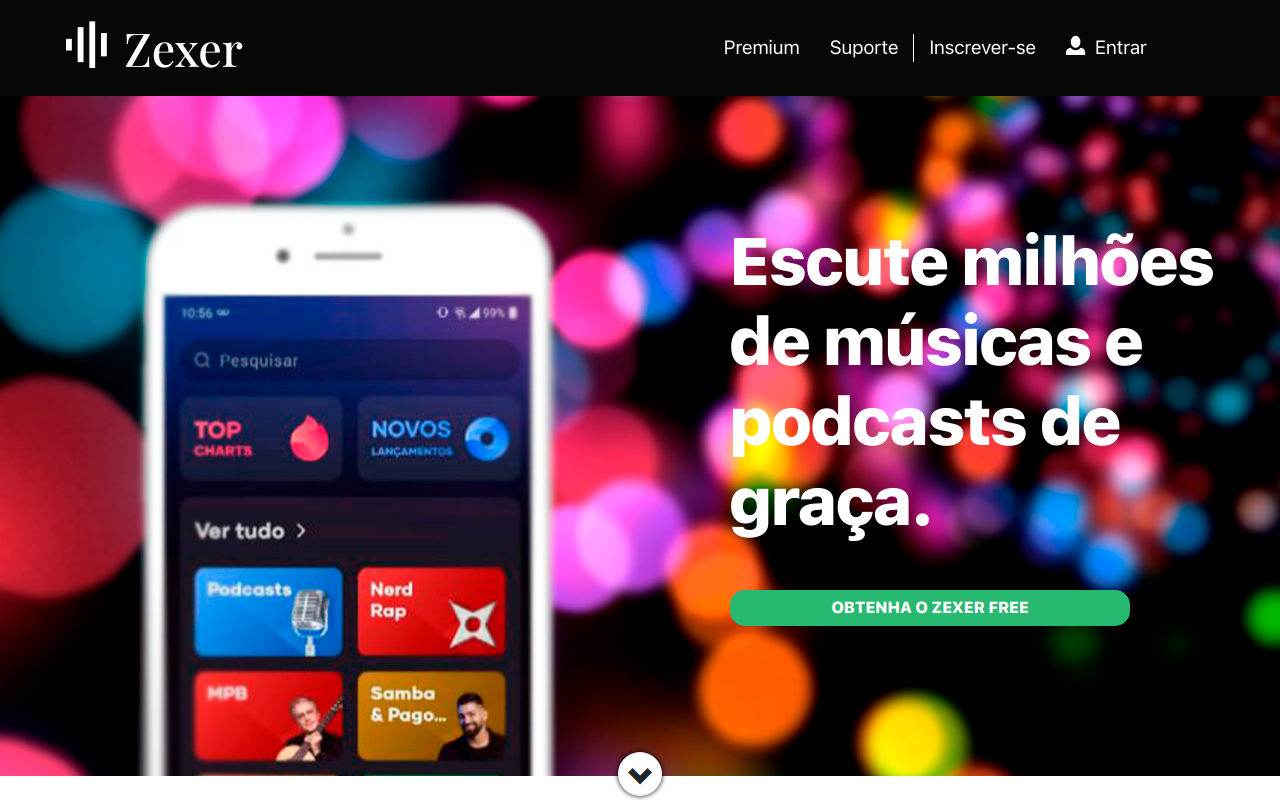 Zexer
Premium
Suporte
Inscrever-se
Entrar
10:56
99%
Pesquisar
TOP
CHARTS
NOVOS
LANÇAMENTOS
Ver tudo
Podcasts
Nerd
Rap
MPB
Samba
& Pago...
Escute milhões
de músicas e
podcasts de
graça.
OBTENHA O ZEXER FREE